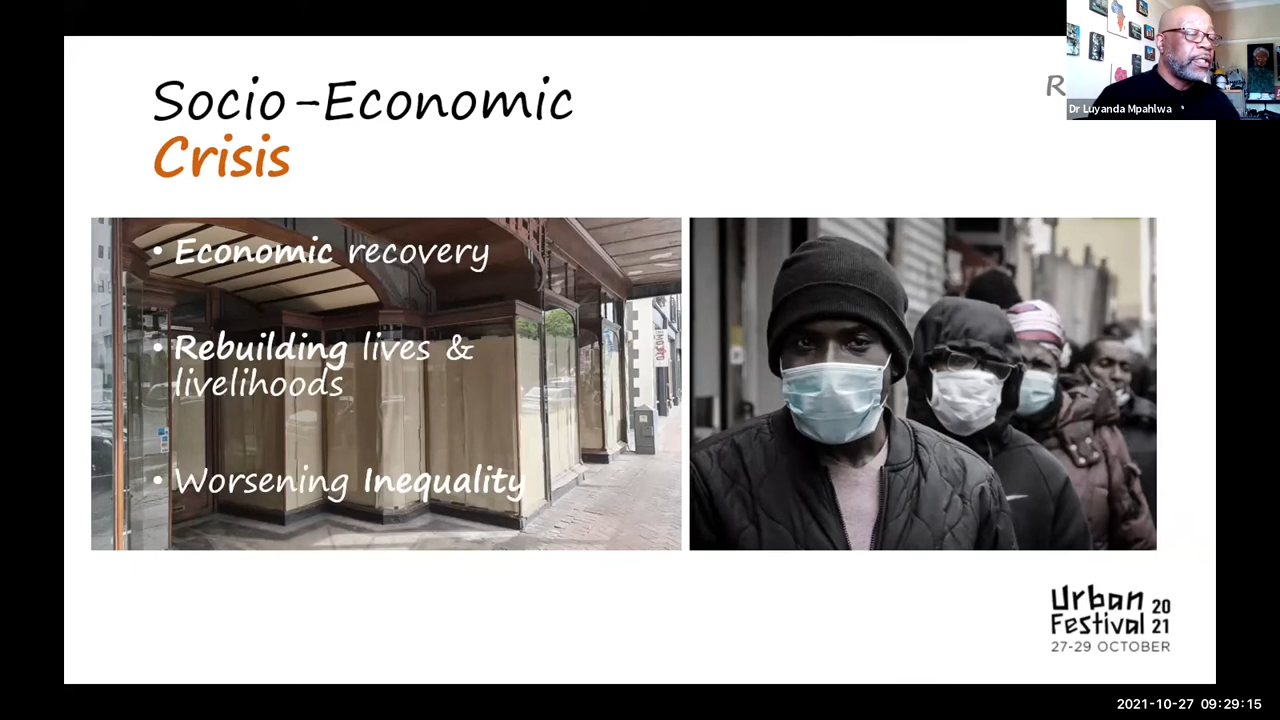 Socio-Economic
Crisis
R
Dr Luyanda Mpahlwa
• Economic recovery
• Rebuilding lives &
livelihoods
• Worsening Inequality
Urban
Festival
20
21
27-29 OCTOBER
2021-10-27 09:29:15